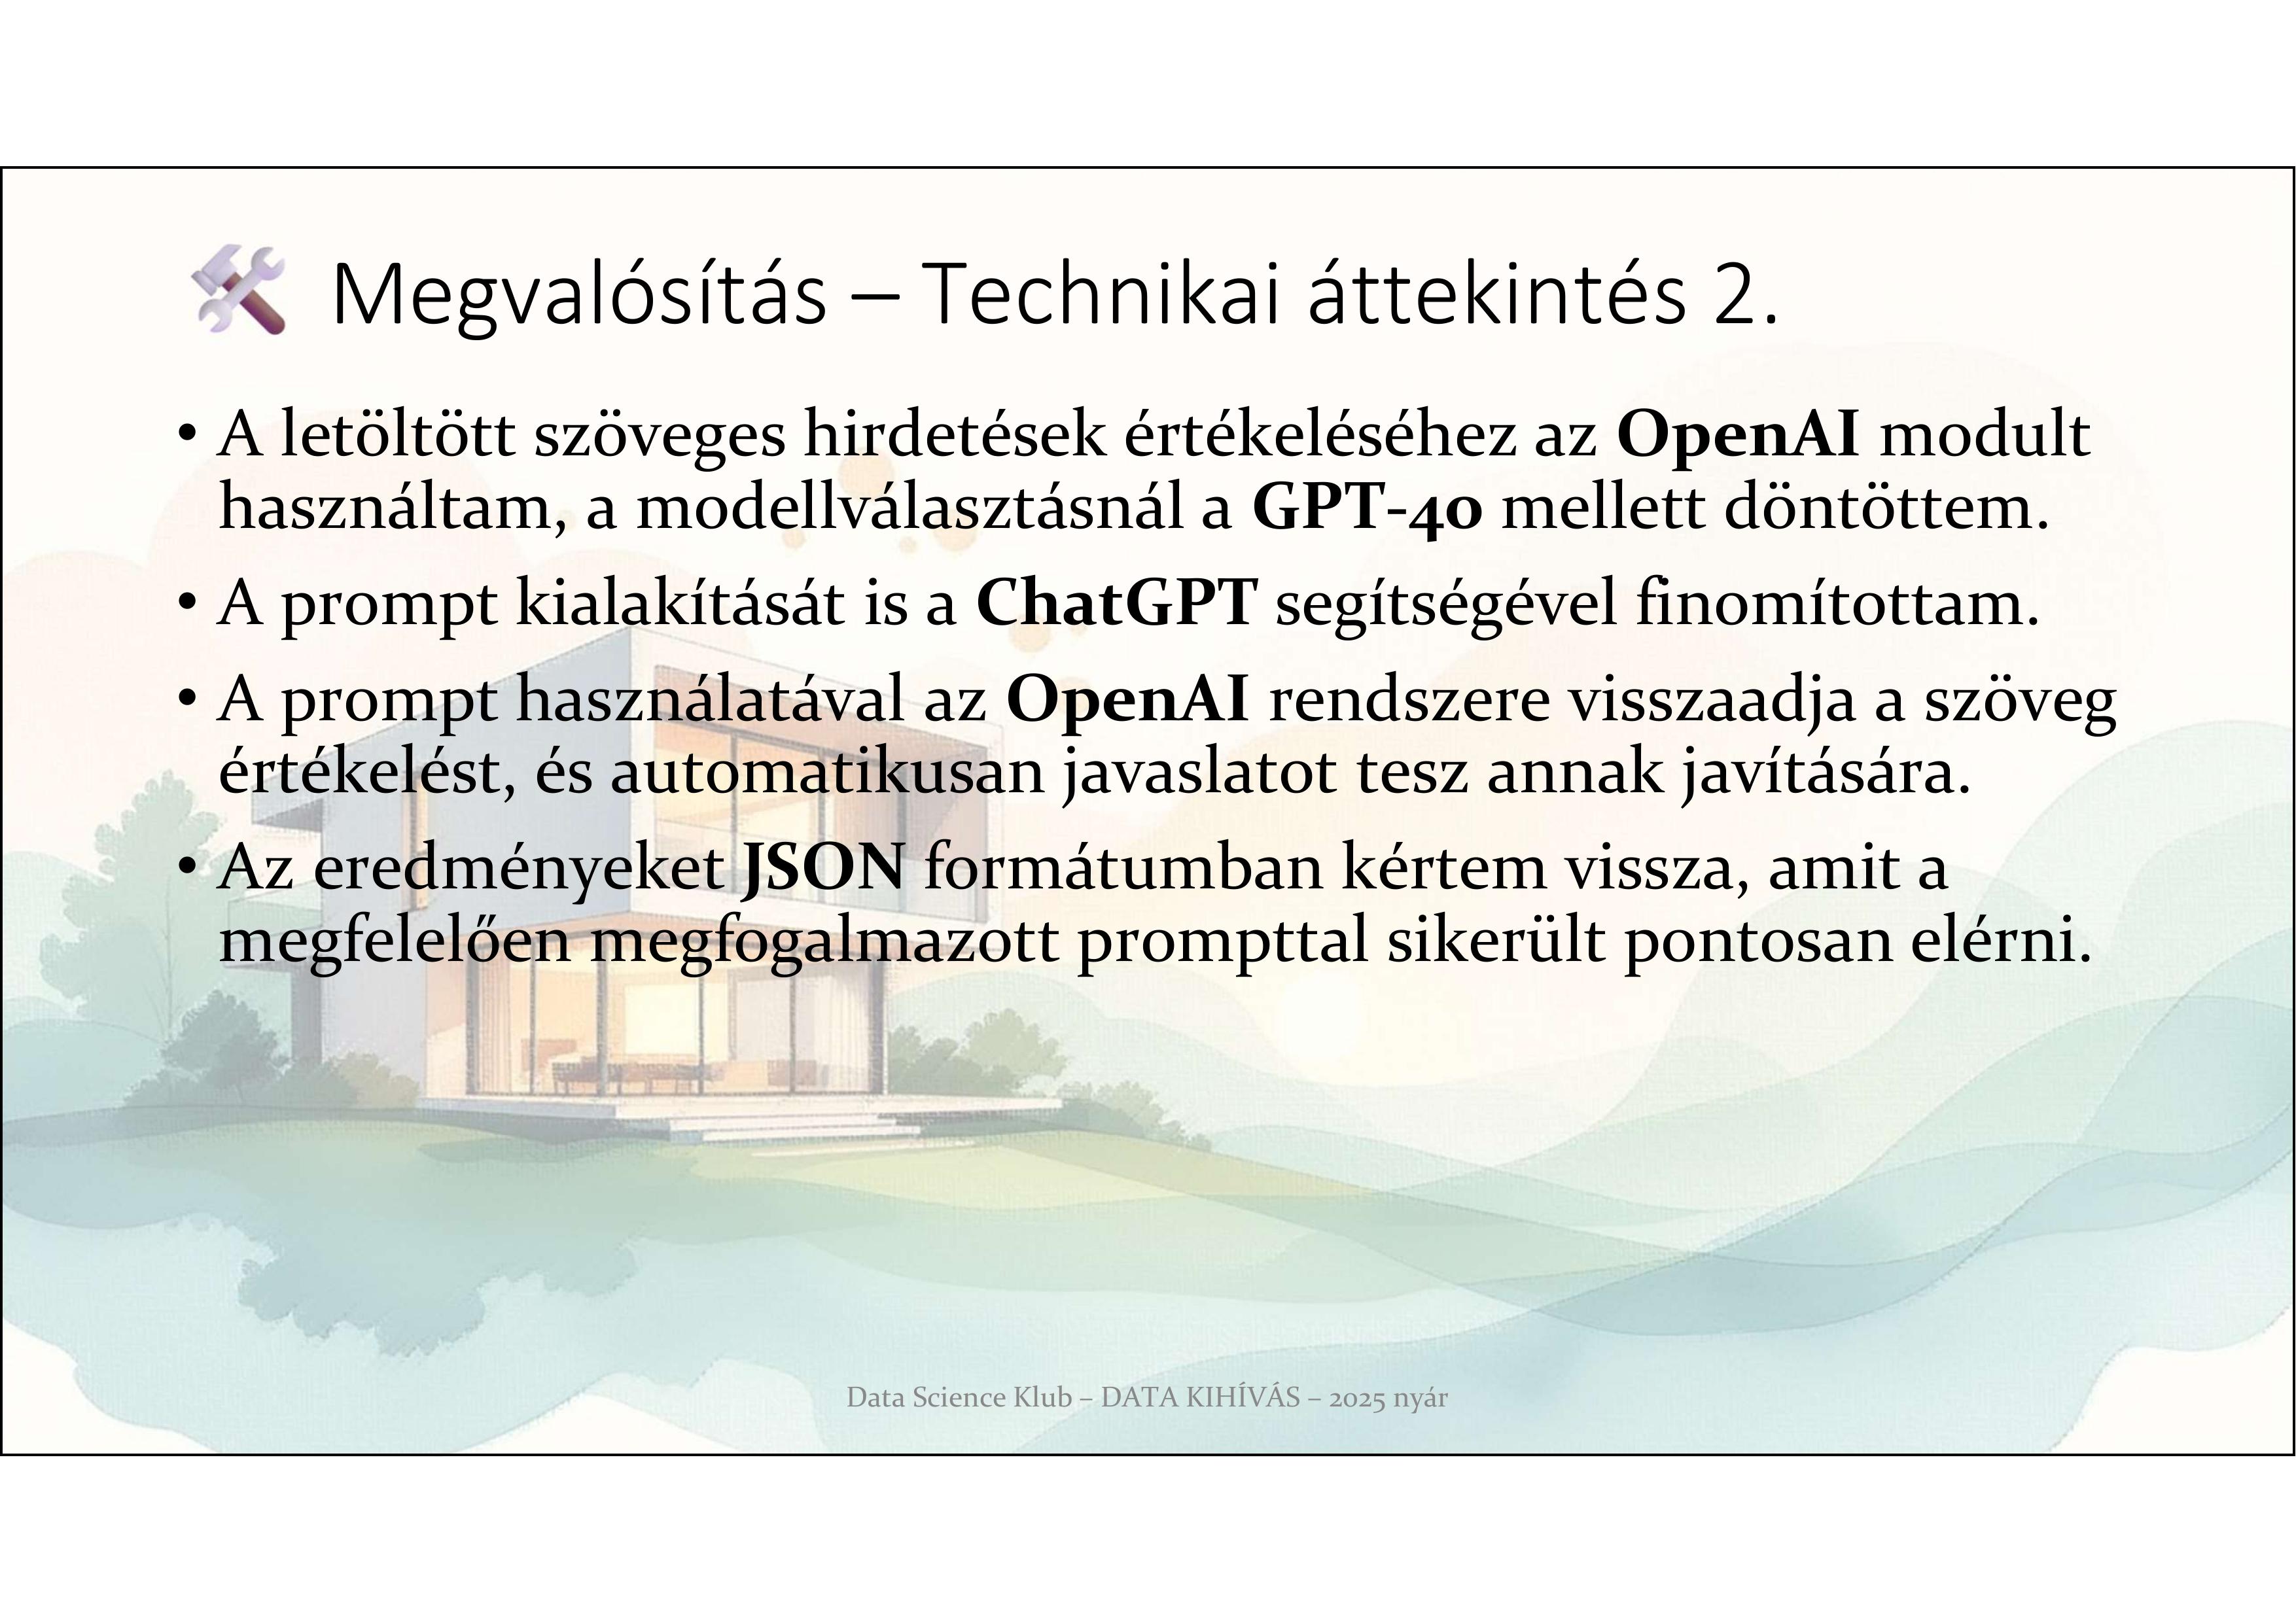 Megvalósítás – Technikai áttekintés 2.
• A letöltött szöveges hirdetések értékeléséhez az OpenAI modult
használtam, a modellválasztásnál a GPT-4o mellett döntöttem.
• A prompt kialakítását is a ChatGPT segítségével finomítottam.
• A prompt használatával az OpenAI rendszere visszaadja a szöveg
értékelést, és automatikusan javaslatot tesz annak javítására.
• Az eredményeket JSON formátumban kértem vissza, amit a
megfelelően megfogalmazott prompttal sikerült pontosan elérni.
Data Science Klub – DATA KIHÍVÁS – 2025 nyár